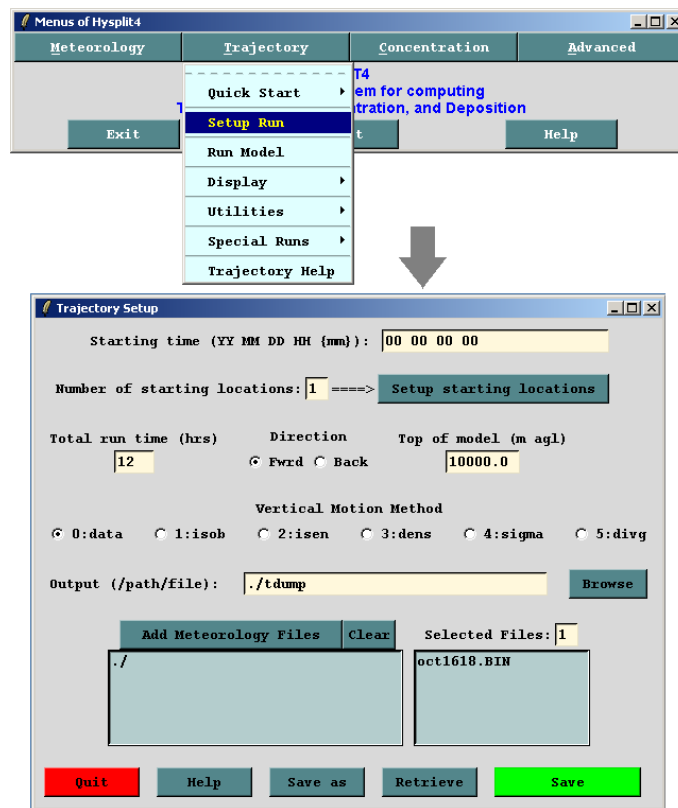 Menus of Hysplit4
Meteorology Trajectory Concentration Advanced
T4
em for computing
T tration, and Deposition
Exit t Help
Quick Start
Setup Run
Run Model
Display
Utilities
Special Runs
Trajectory Help
Trajectory Setup
Starting time (YY MM DD HH {mm}): 00 00 00 00
Number of starting locations: 1 ====> Setup starting locations
Total run time (hrs) Direction Top of model (m agl)
12 Fwrd Back 10000.0
Vertical Motion Method
0:data 1:isob 2:isen 3:dens 4:sigma 5:divg
Output (/path/file): ./tdump Browse
Add Meteorology Files Clear Selected Files: 1
./ oct1618.BIN
Quit Help Save as Retrieve Save